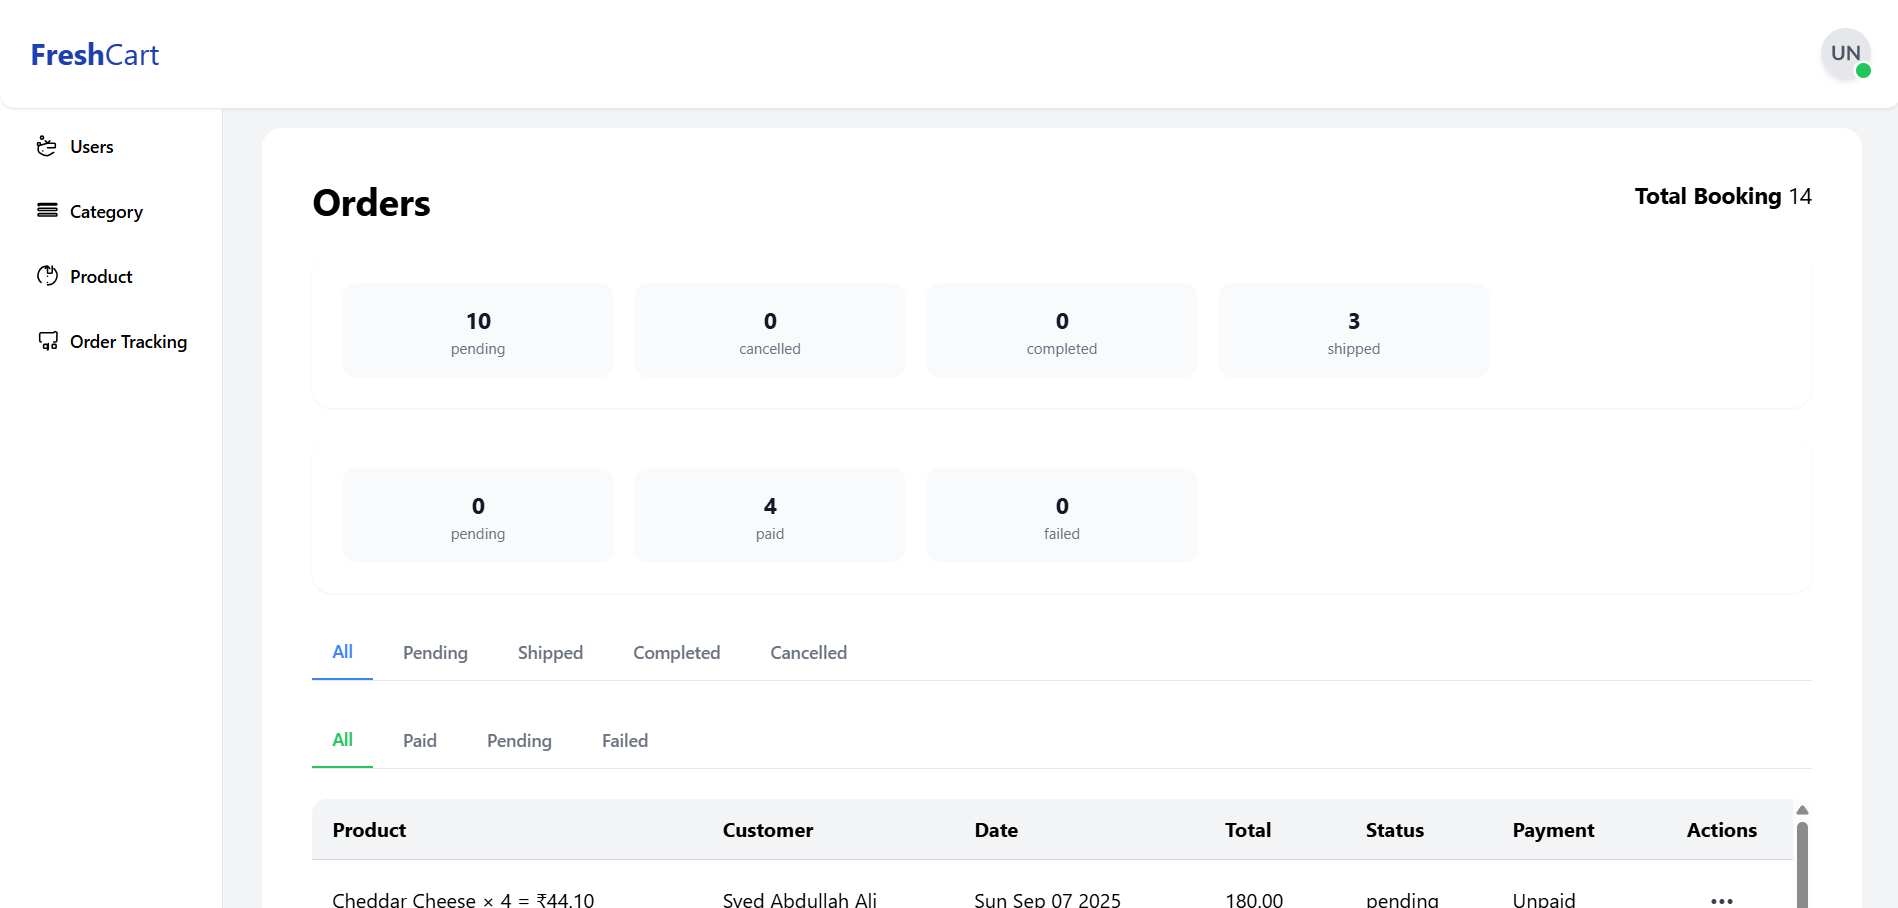 FreshCart
UN
Users
Category
Product
Order Tracking
Orders
Total Booking 14
10
pending
0
cancelled
0
completed
3
shipped
0
pending
4
paid
0
failed
All Pending Shipped Completed Cancelled
All Paid Pending Failed
Product Customer Date Total Status Payment Actions
Cheddar Cheese × 4 = ₹44.10 Syed Abdullah Ali Sun Sep 07 2025 180.00 pending Unpaid •••